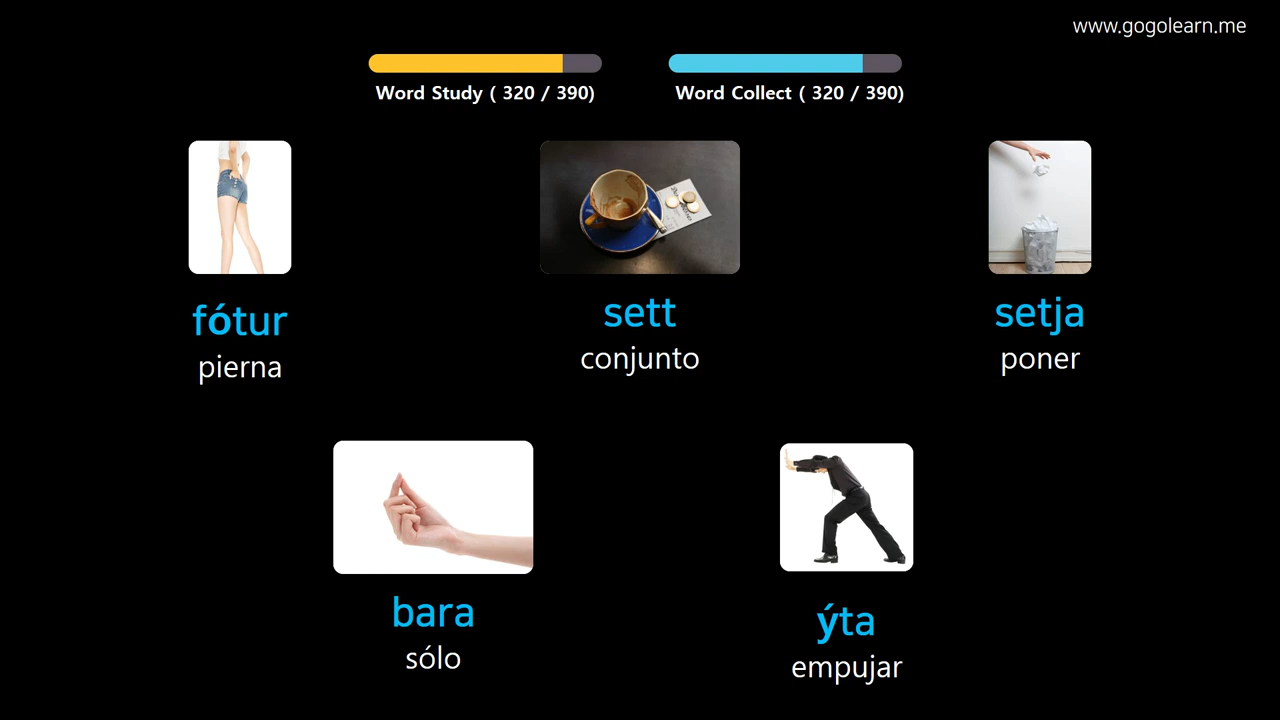 www.gogolearn.me
Word Study ( 320 / 390)
Word Collect ( 320 / 390)
fótur
pierna
sett
conjunto
setja
poner
bara
sólo
ýta
empujar